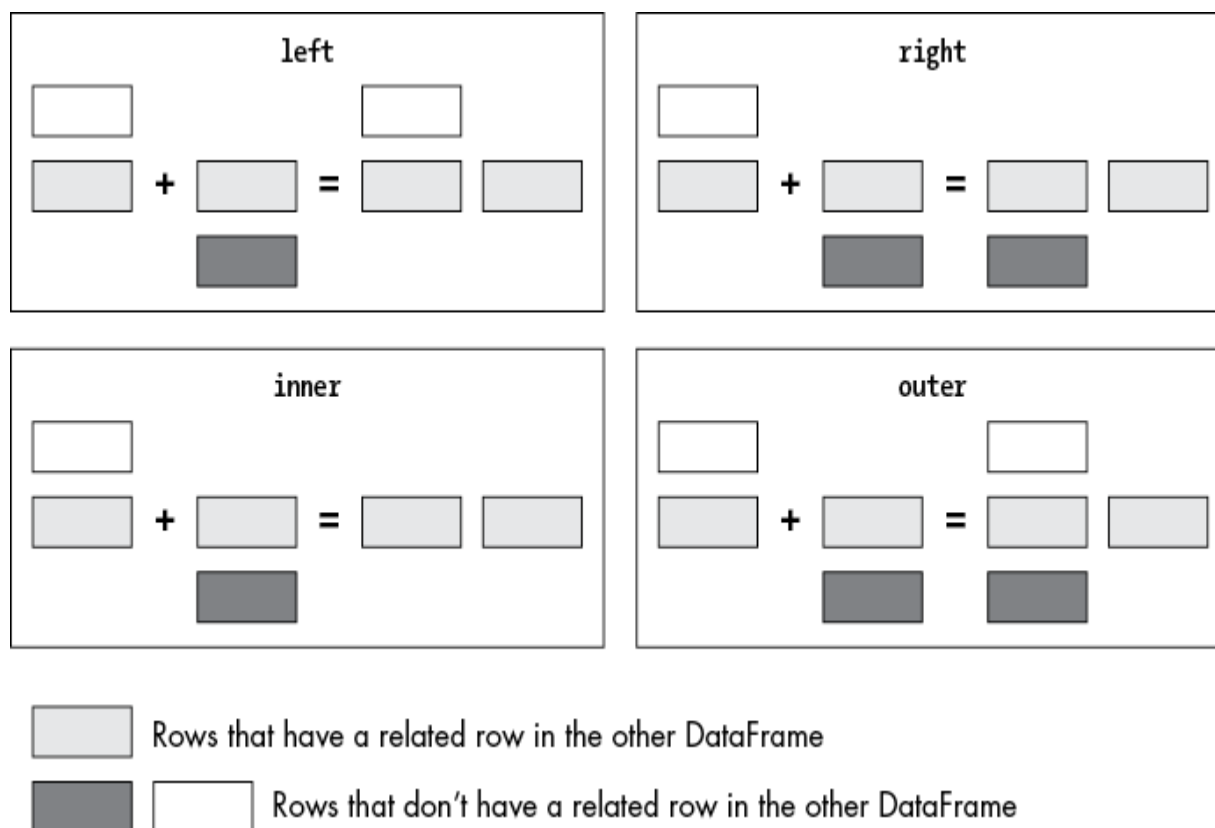 left
+ =
right
+ =
inner
+ =
outer
+ =
Rows that have a related row in the other DataFrame
Rows that don't have a related row in the other DataFrame